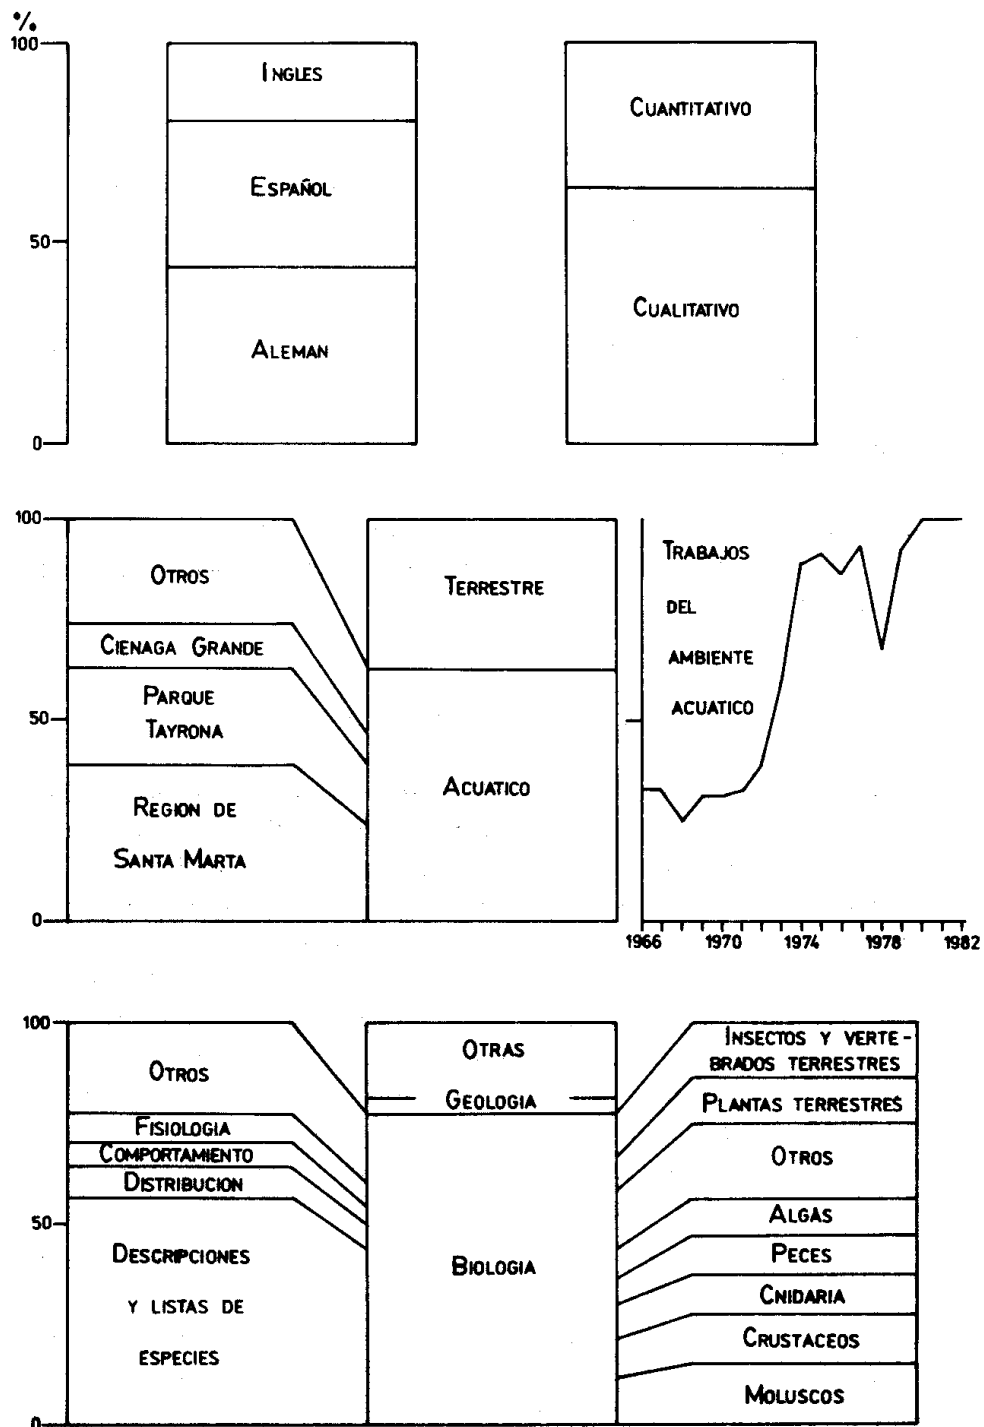 %
100
50
0
INGLES
ESPAÑOL
ALEMAN
CUANTITATIVO
CUALITATIVO
100
50
0
OTROS
CIENAGA GRANDE
PARQUE
TAYRONA
REGION DE
SANTA MARTA
TERRESTRE
ACUATICO
TRABAJOS
DEL
AMBIENTE
ACUATICO
1966 1970 1974 1978 1982
100
50
0
OTROS
FISIOLOGIA
COMPORTAMIENTO
DISTRIBUCION
DESCRIPCIONES
Y LISTAS DE
ESPECIES
OTRAS
GEOLOGIA
BIOLOGIA
INSECTOS Y VERTE-
BRADOS TERRESTRES
PLANTAS TERRESTRES
OTROS
ALGAS
PECES
CNIDARIA
CRUSTACEOS
MOLUSCOS